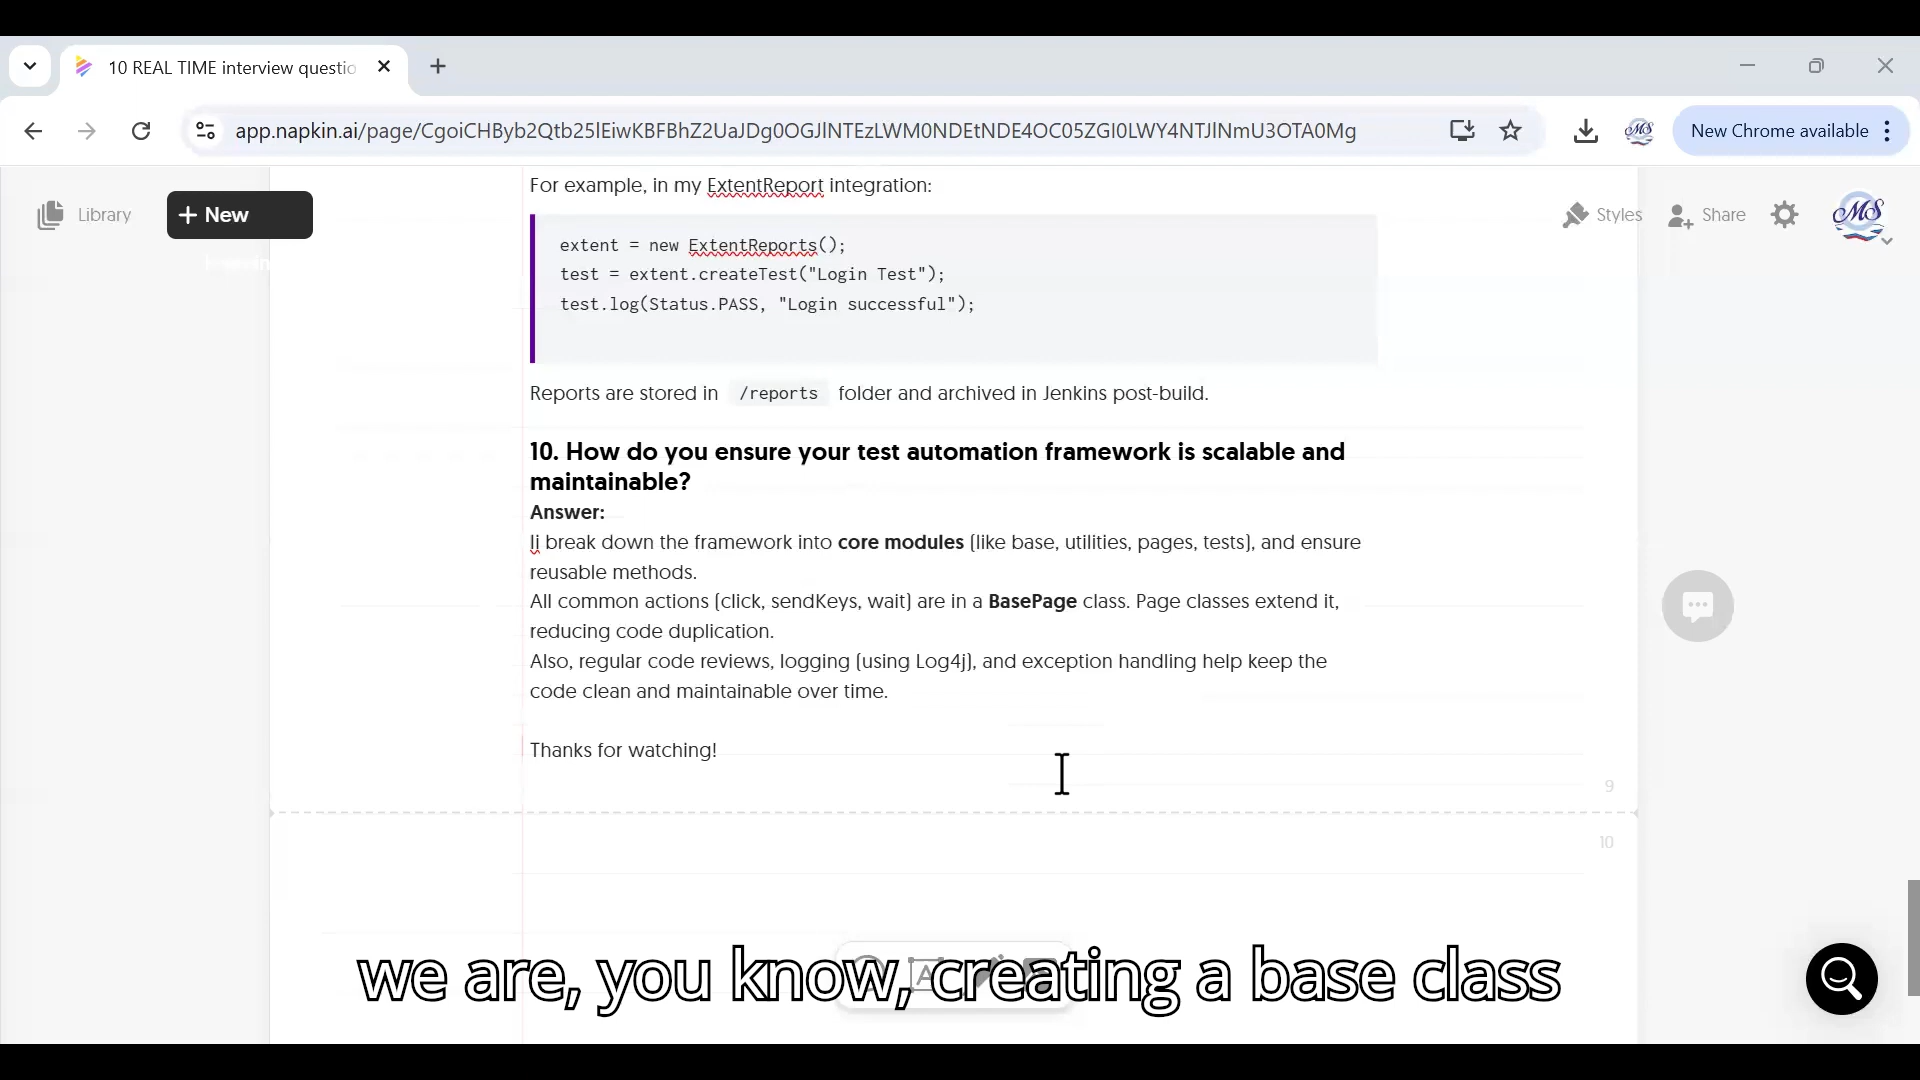 10 REAL TIME interview questio
app.napkin.ai/page/CgoiCHByb2Qtb25lEiwKBFBhZ2UaJDg0OGJlNTEzLWM0NDEtNDE4OC05ZGI0LWY4NTJlNmU3OTA0Mg
New Chrome available
Library
+ New
Styles
Share
MS
For example, in my ExtentReport integration:
extent = new ExtentReports();
test = extent.createTest("Login Test");
test.log(Status.PASS, "Login successful");
Reports are stored in /reports folder and archived in Jenkins post-build.
10. How do you ensure your test automation framework is scalable and
maintainable?
Answer:
Ii break down the framework into core modules (like base, utilities, pages, tests), and ensure
reusable methods.
All common actions (click, sendKeys, wait) are in a BasePage class. Page classes extend it,
reducing code duplication.
Also, regular code reviews, logging (using Log4j), and exception handling help keep the
code clean and maintainable over time.
Thanks for watching!
9
10
we are, you know, creating a base class